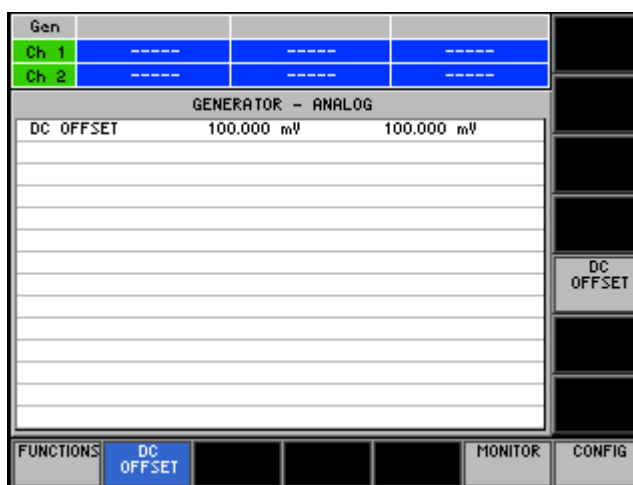 Gen
Ch 1 ----- ----- -----
Ch 2 ----- ----- -----
GENERATOR - ANALOG
DC OFFSET 100.000 mV 100.000 mV
DC
OFFSET
FUNCTIONS DC OFFSET MONITOR CONFIG